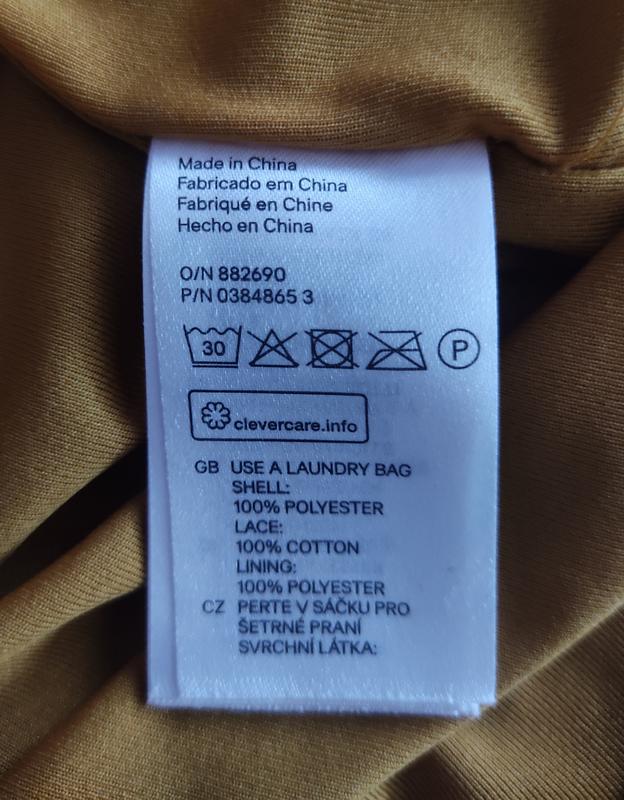 Made in China
Fabricado em China
Fabriqué en Chine
Hecho en China
O/N 882690
P/N 0384865 3
30 P
clevercare.info
GB USE A LAUNDRY BAG
SHELL:
100% POLYESTER
LACE:
100% COTTON
LINING:
100% POLYESTER
CZ PERTE V SÁČKU PRO
ŠETRNÉ PRANÍ
SVRCHNÍ LÁTKA: